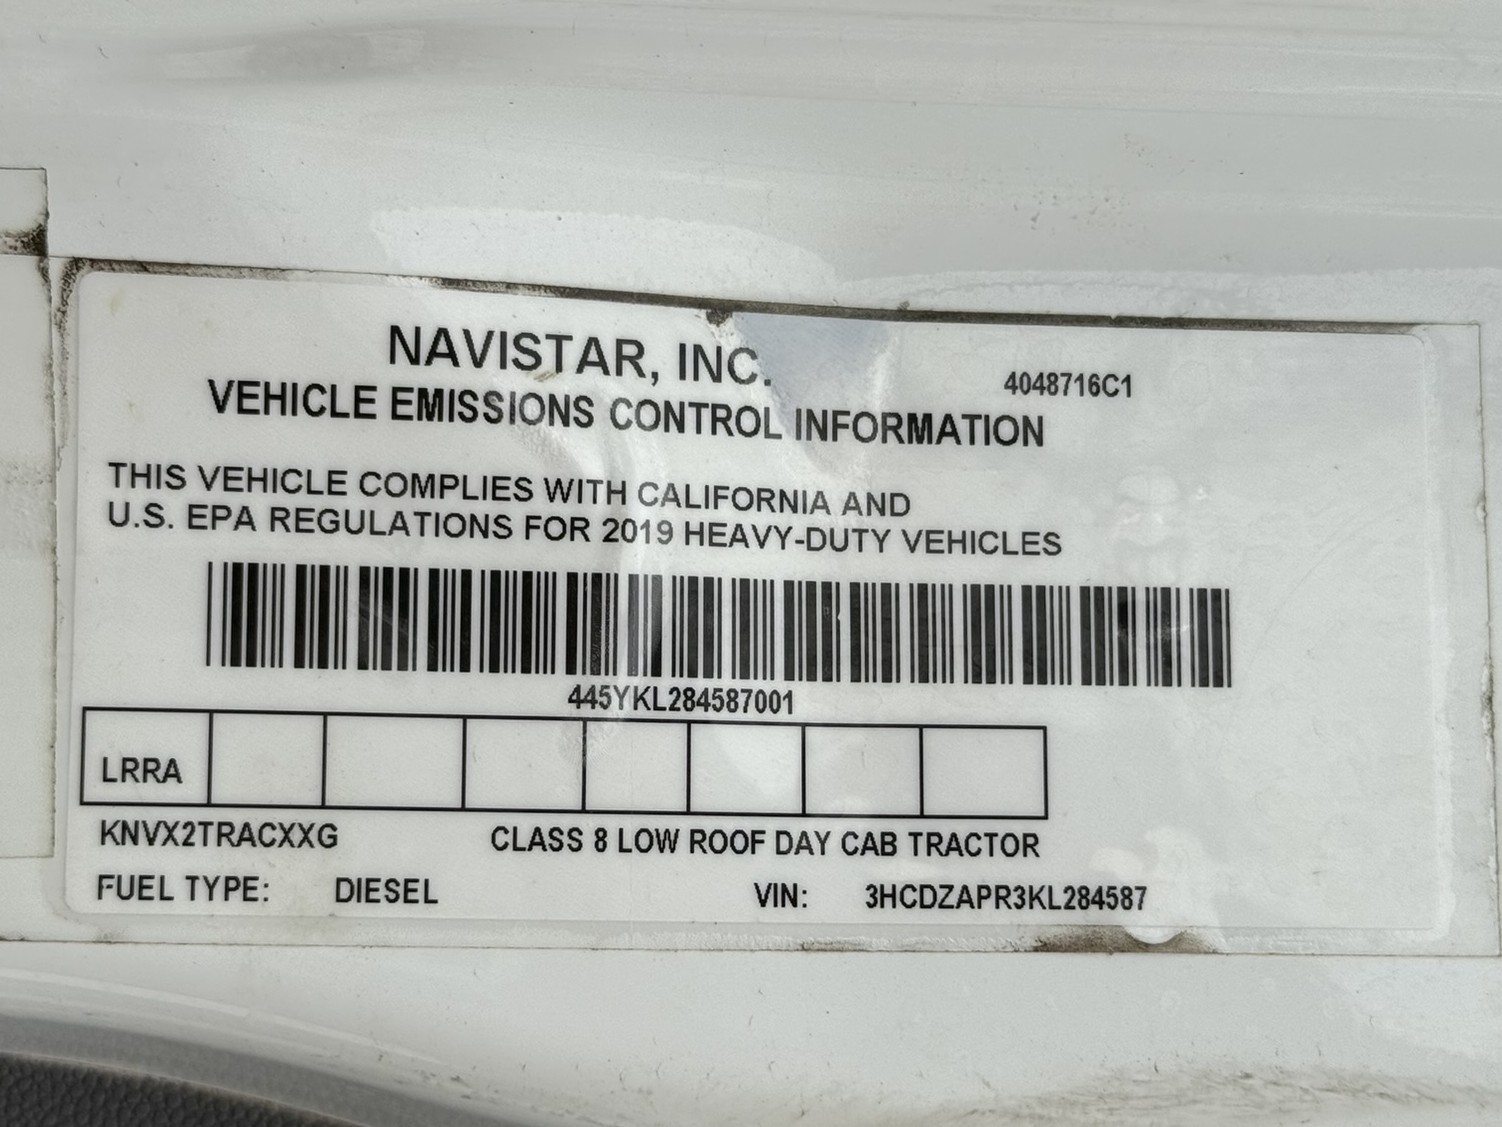 NAVISTAR, INC.
4048716C1
VEHICLE EMISSIONS CONTROL INFORMATION
THIS VEHICLE COMPLIES WITH CALIFORNIA AND
U.S. EPA REGULATIONS FOR 2019 HEAVY-DUTY VEHICLES
445YKL284587001
LRRA
KNVX2TRACXXG CLASS 8 LOW ROOF DAY CAB TRACTOR
FUEL TYPE: DIESEL VIN: 3HCDZAPR3KL284587